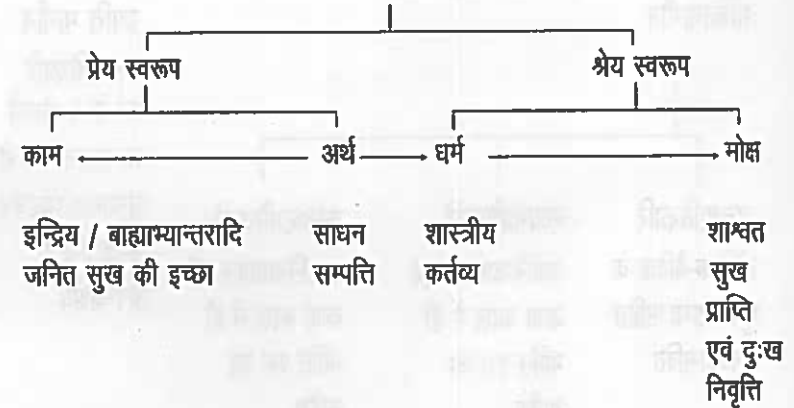 प्रेय स्वरूप श्रेय स्वरूप
काम अर्थ धर्म मोक्ष
इन्द्रिय / बाह्याभ्यान्तरादि
जनित सुख की इच्छा
साधन
सम्पत्ति
शास्त्रीय
कर्तव्य
शाश्वत
सुख
प्राप्ति
एवं दुःख
निवृत्ति